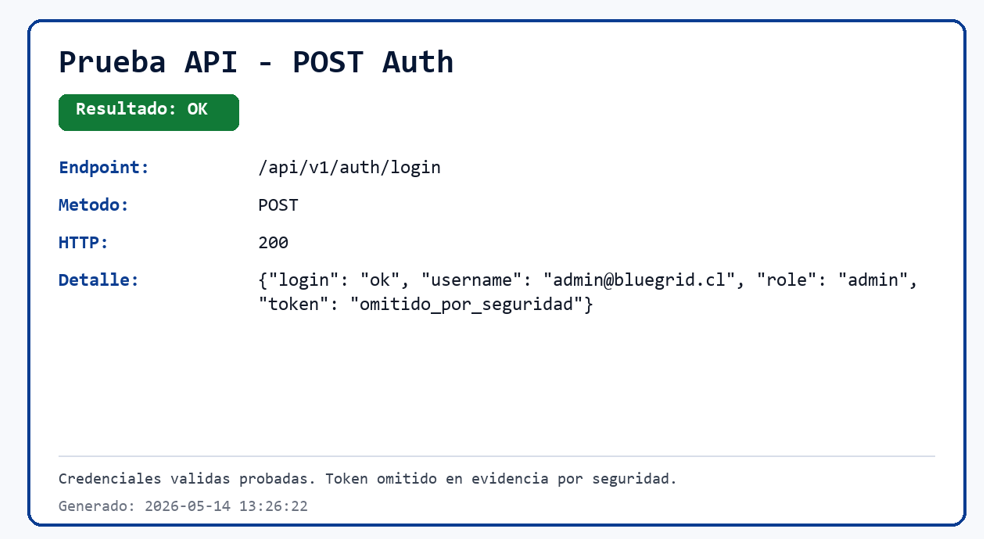 Prueba API - POST Auth
Resultado: OK
Endpoint: /api/v1/auth/login
Metodo: POST
HTTP: 200
Detalle: {"login": "ok", "username": "admin@bluegrid.cl", "role": "admin",
"token": "omitido_por_seguridad"}
Credenciales validas probadas. Token omitido en evidencia por seguridad.
Generado: 2026-05-14 13:26:22